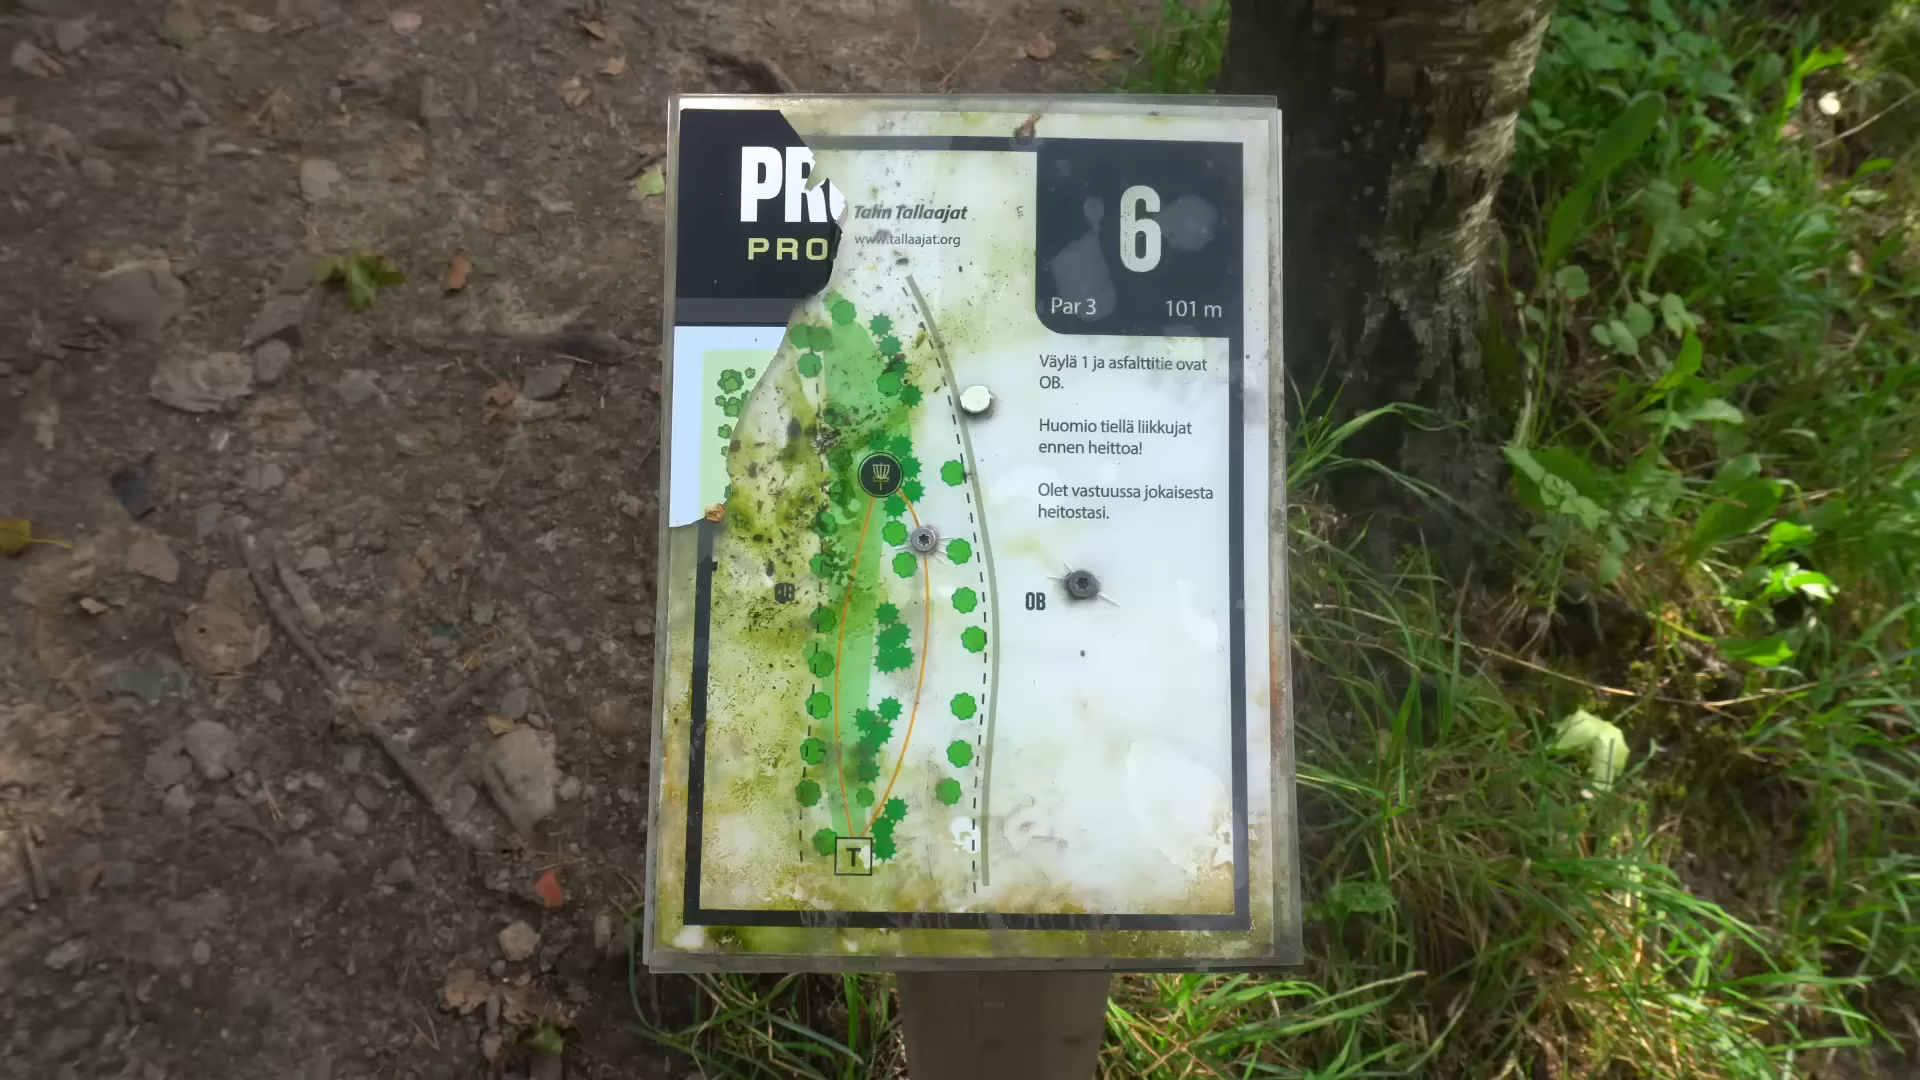 PR
PRO
Talin Tallaajat
www.tallaajat.org
6
Par 3 101 m
Väylä 1 ja asfalttitie ovat
OB.
Huomio tiellä liikkujat
ennen heittoa!
Olet vastuussa jokaisesta
heitostasi.
OB
OB
T